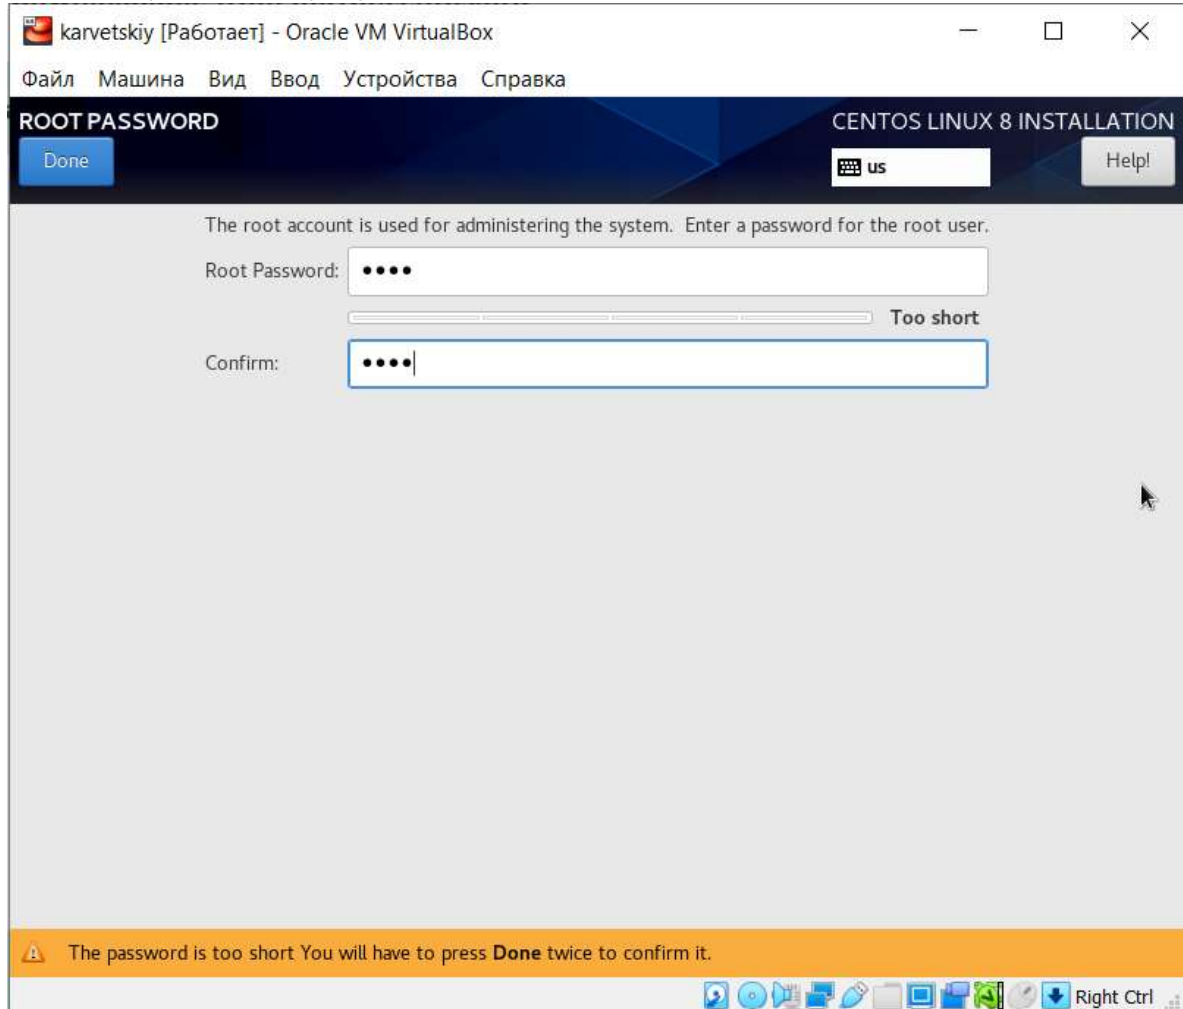 karvetskiy [Работает] - Oracle VM VirtualBox
Файл Машина Вид Ввод Устройства Справка
ROOT PASSWORD
CENTOS LINUX 8 INSTALLATION
Done
us
Help!
The root account is used for administering the system. Enter a password for the root user.
Root Password: ••••
Too short
Confirm: ••••
The password is too short You will have to press Done twice to confirm it.
Right Ctrl